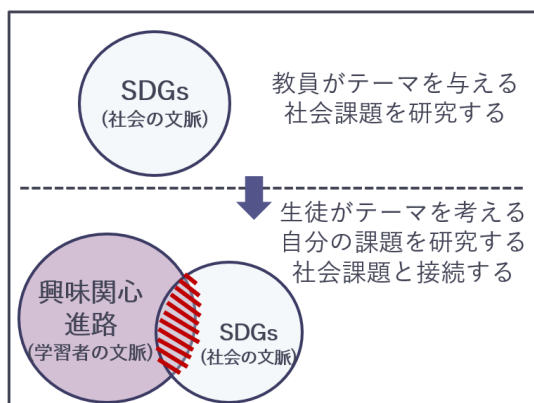 SDGs
(社会の文脈)
教員がテーマを与える
社会課題を研究する
生徒がテーマを考える
自分の課題を研究する
社会課題と接続する
興味関心
進路
(学習者の文脈)
SDGs
(社会の文脈)